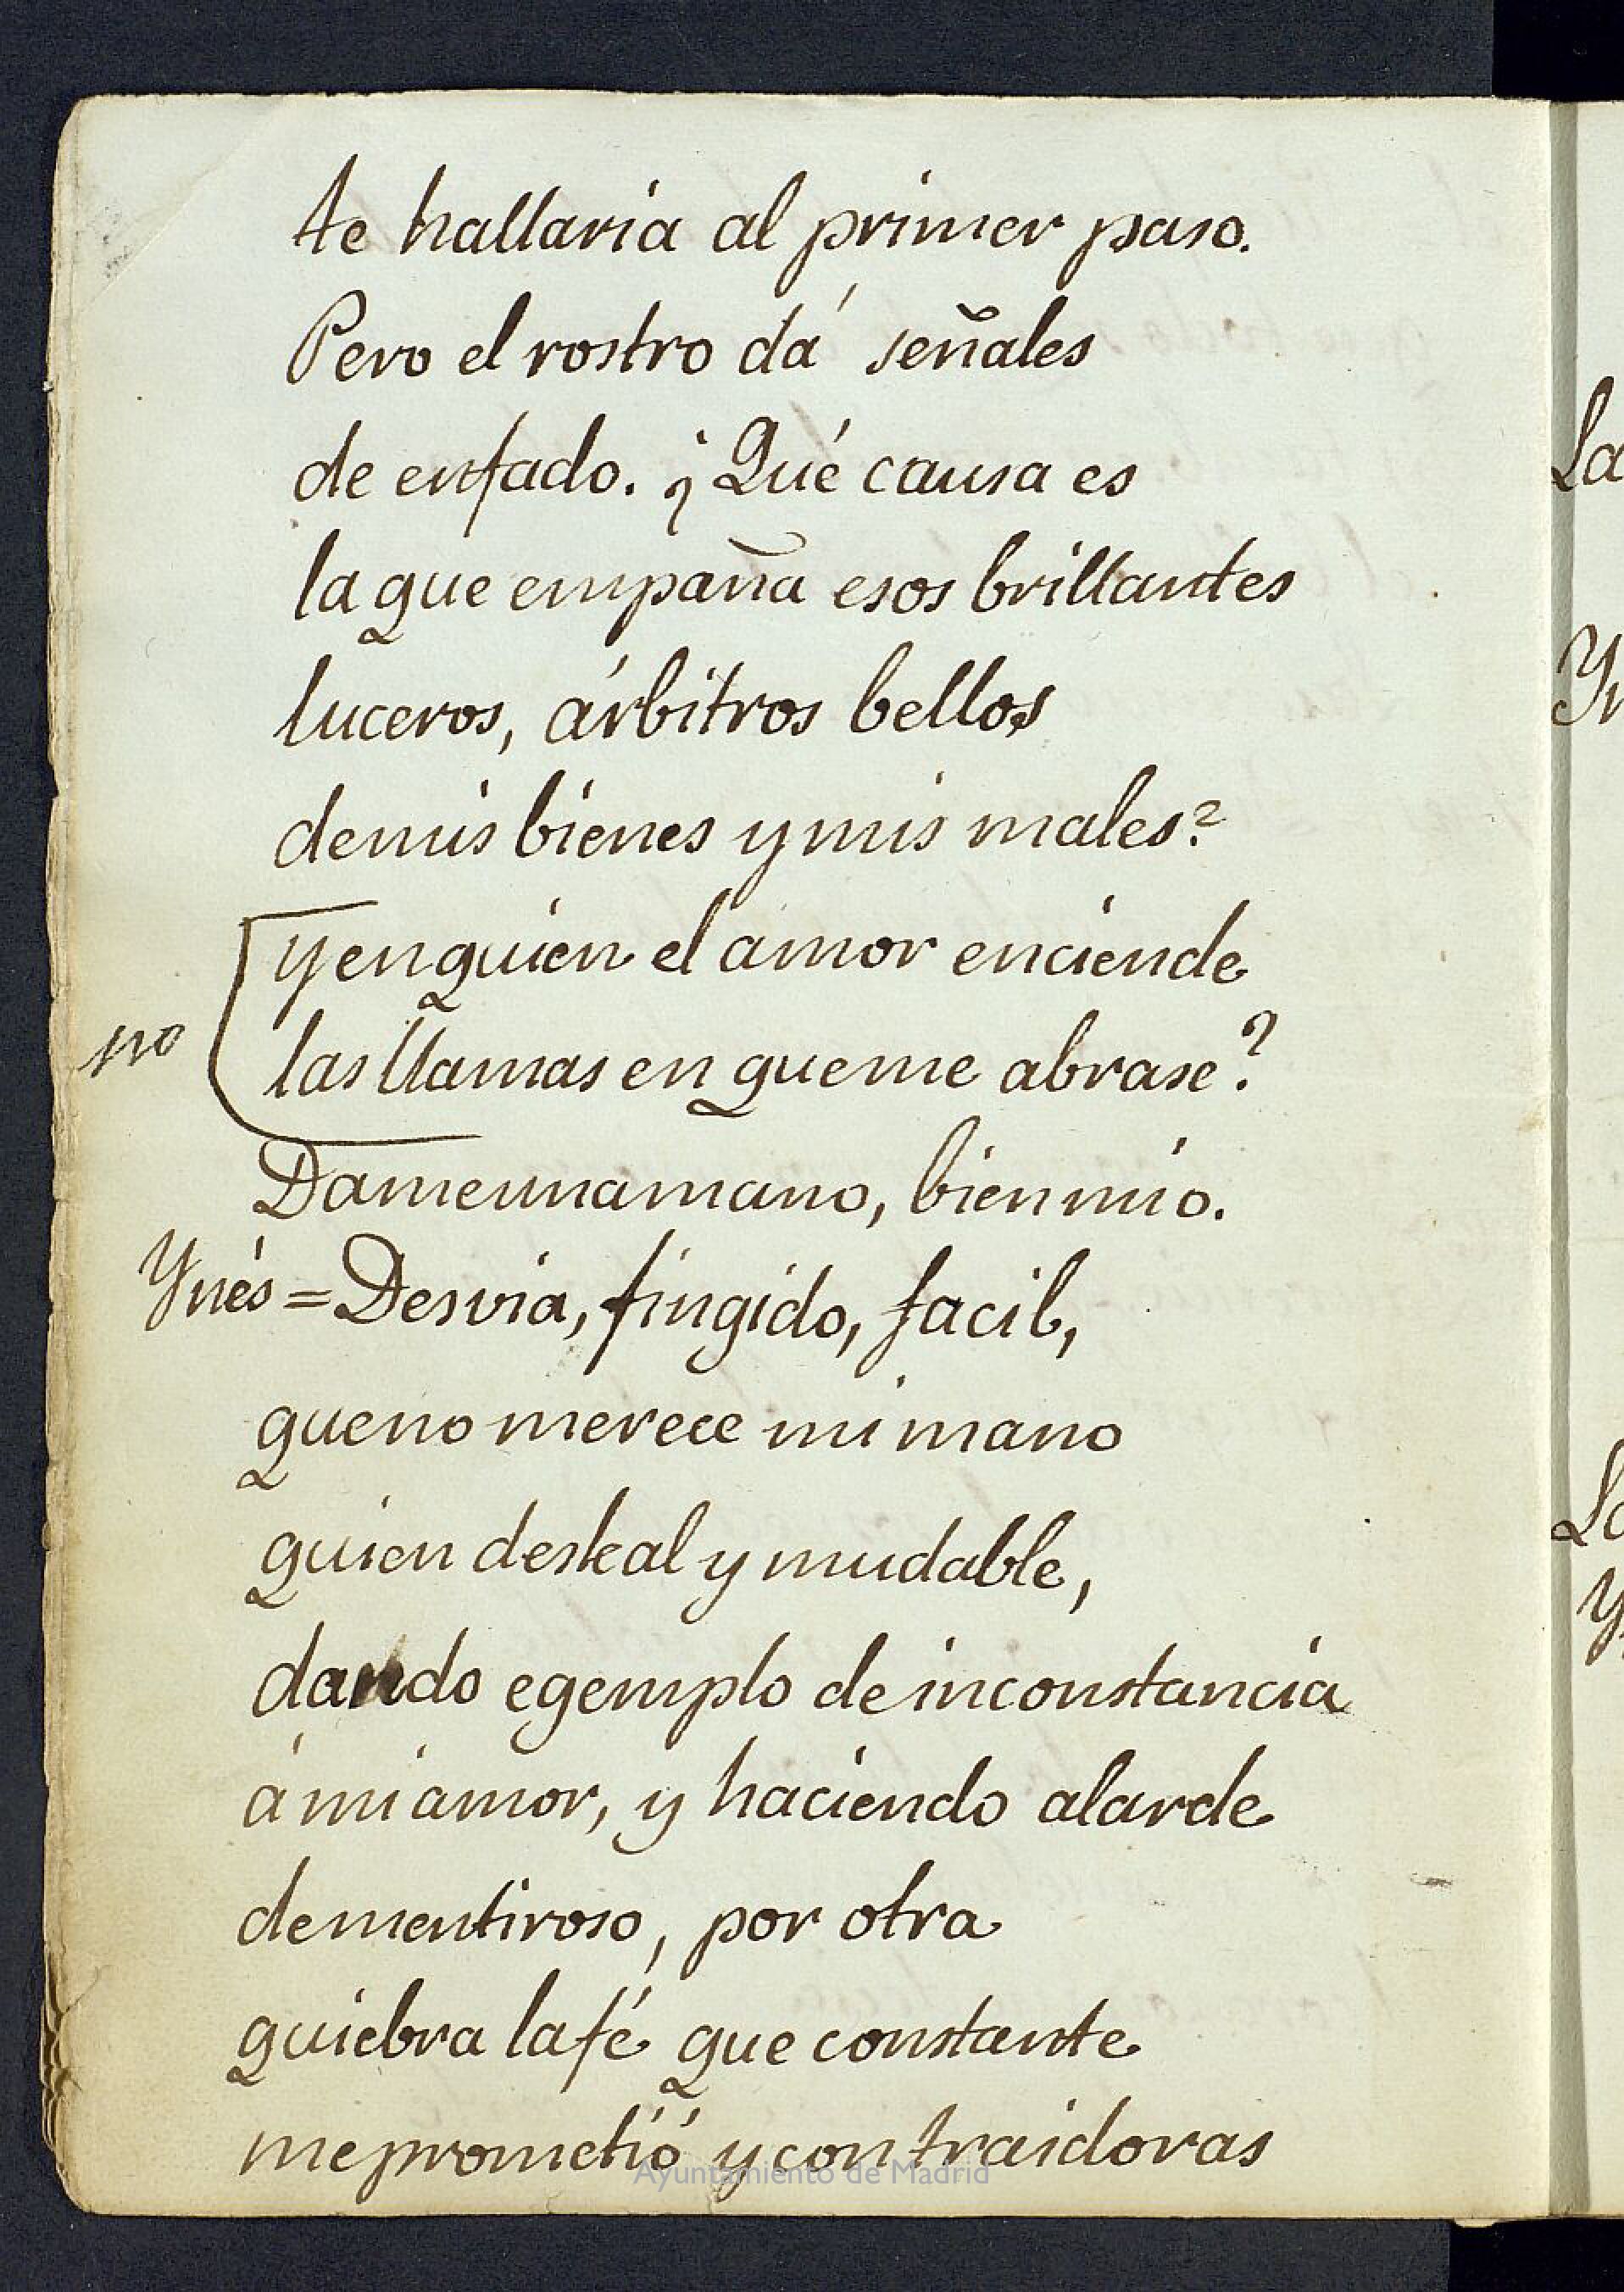 te hallaria al primer paso.
Pero el rostro dá señales
de enfado. ¿Qué causa es
la que empaña esos brillantes
luceros, árbitros bellos
de mis bienes y mis males?
y en quien el amor enciende
no
las llamas en que me abrase?
Dame una mano, bien mio.
Ynés = Desvia, fingido, facil,
que no merece mi mano
quien desleal y mudable,
dando egemplo de inconstancia
á mi amor, y haciendo alarde
de mentiroso, por otra
quiebra la fé que constante
me prometió y con traidoras
Ayuntamiento de Madrid
La
Yn
Y